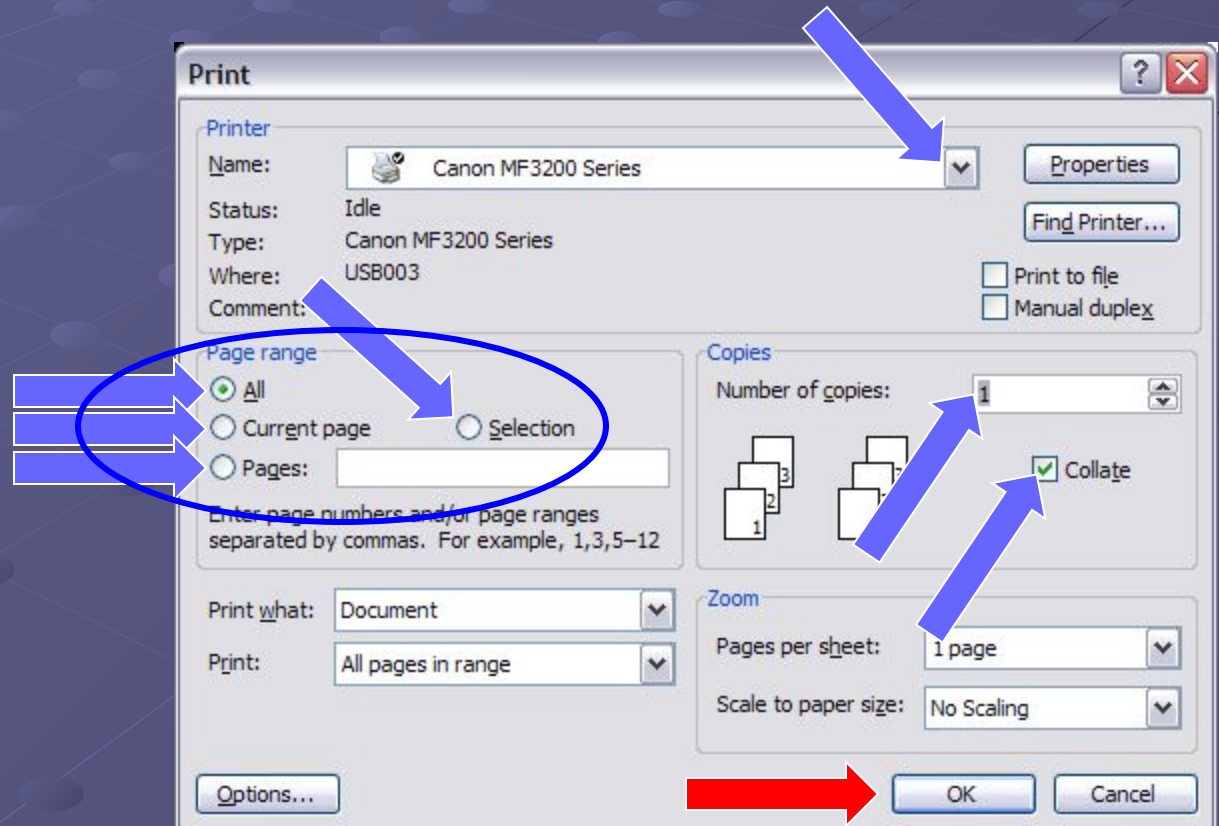 Print
?
Printer
Name:
Canon MF3200 Series
Properties
Status:
Idle
Find Printer...
Type:
Canon MF3200 Series
Where:
USB003
Print to file
Comment:
Manual duplex
Page range
All
Current page
Selection
Pages:
Enter page numbers and/or page ranges
separated by commas. For example, 1,3,5–12
Copies
Number of copies:
1
3
2
1
Collate
Print what:
Document
Print:
All pages in range
Zoom
Pages per sheet:
1 page
Scale to paper size:
No Scaling
Options...
OK
Cancel